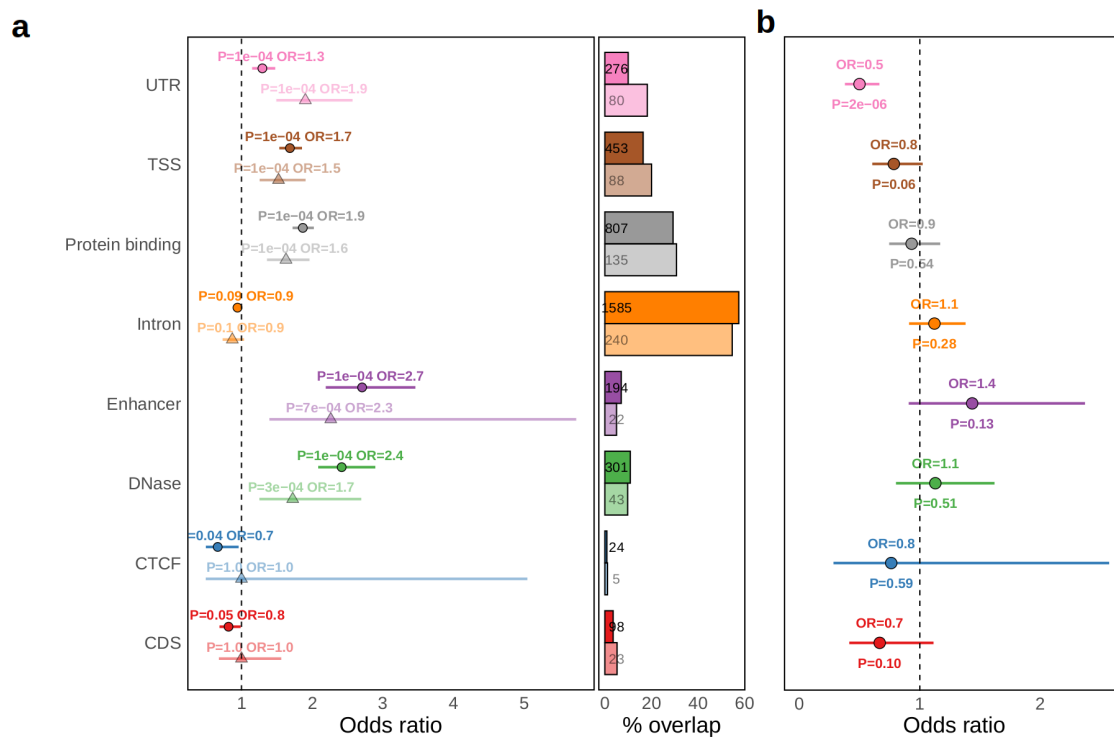 a
b
P=1e−04 OR=1.3
UTR
P=1e−04 OR=1.9
276
80
OR=0.5
P=2e−06
P=1e−04 OR=1.7
TSS
P=1e−04 OR=1.5
453
88
OR=0.8
P=0.06
P=1e−04 OR=1.9
Protein binding
P=1e−04 OR=1.6
807
135
OR=0.9
P=0.54
P=0.09 OR=0.9
Intron
P=0.1 OR=0.9
1585
240
OR=1.1
P=0.28
P=1e−04 OR=2.7
Enhancer
P=7e−04 OR=2.3
194
22
OR=1.4
P=0.13
P=1e−04 OR=2.4
DNase
P=3e−04 OR=1.7
301
43
OR=1.1
P=0.51
=0.04 OR=0.7
CTCF
P=1.0 OR=1.0
24
5
OR=0.8
P=0.59
P=0.05 OR=0.8
CDS
P=1.0 OR=1.0
98
23
OR=0.7
P=0.10
1 2 3 4 5
Odds ratio
0 20 40 60
% overlap
0 1 2
Odds ratio